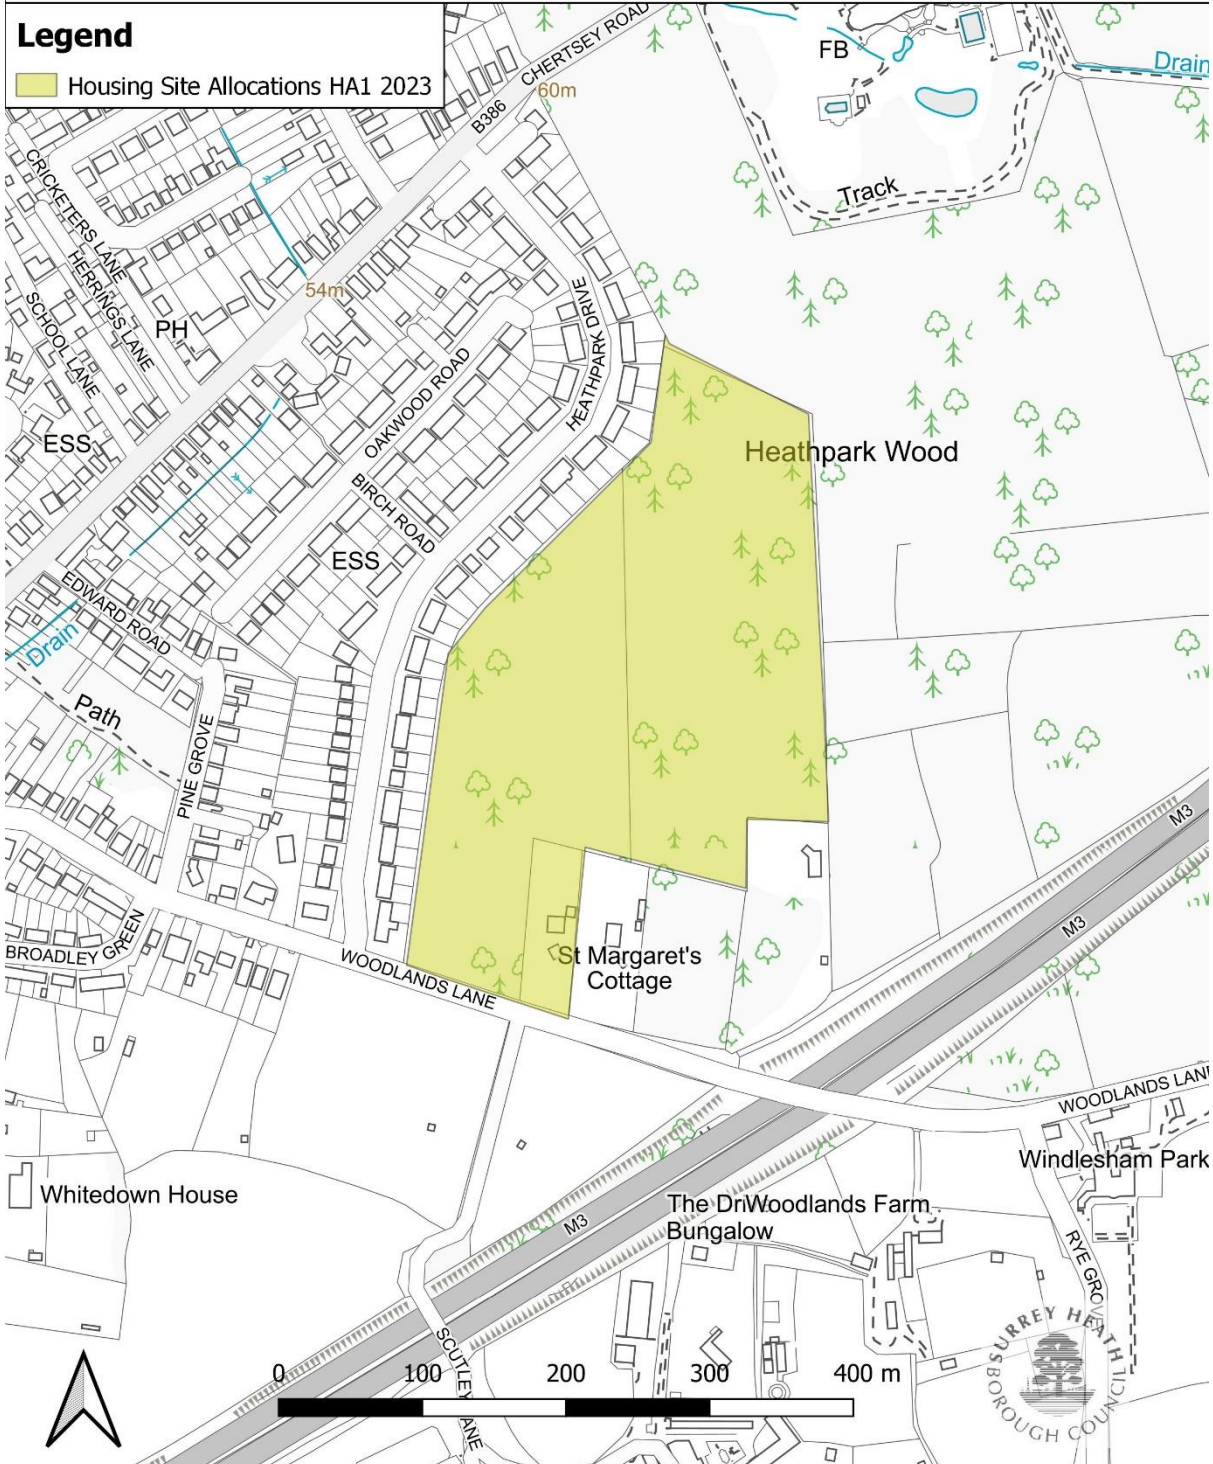 Legend
Housing Site Allocations HA1 2023
CHERTSEY ROAD
B386
60m
FB
Drain
Track
CRICKETERS LANE
HERRINGS LANE
SCHOOL LANE
PH
54m
ESS
OAKWOOD ROAD
HEATHPARK DRIVE
BIRCH ROAD
ESS
Heathpark Wood
EDWARD ROAD
Drain
Path
PINE GROVE
BROADLEY GREEN
WOODLANDS LANE
St Margaret's
Cottage
M3
M3
WOODLANDS LANE
Windlesham Park
Whitedown House
The Dri
Woodlands Farm
Bungalow
M3
RYE GROVE
SCUTLEY LANE
0 100 200 300 400 m
SURREY HEATH
BOROUGH COUNCIL